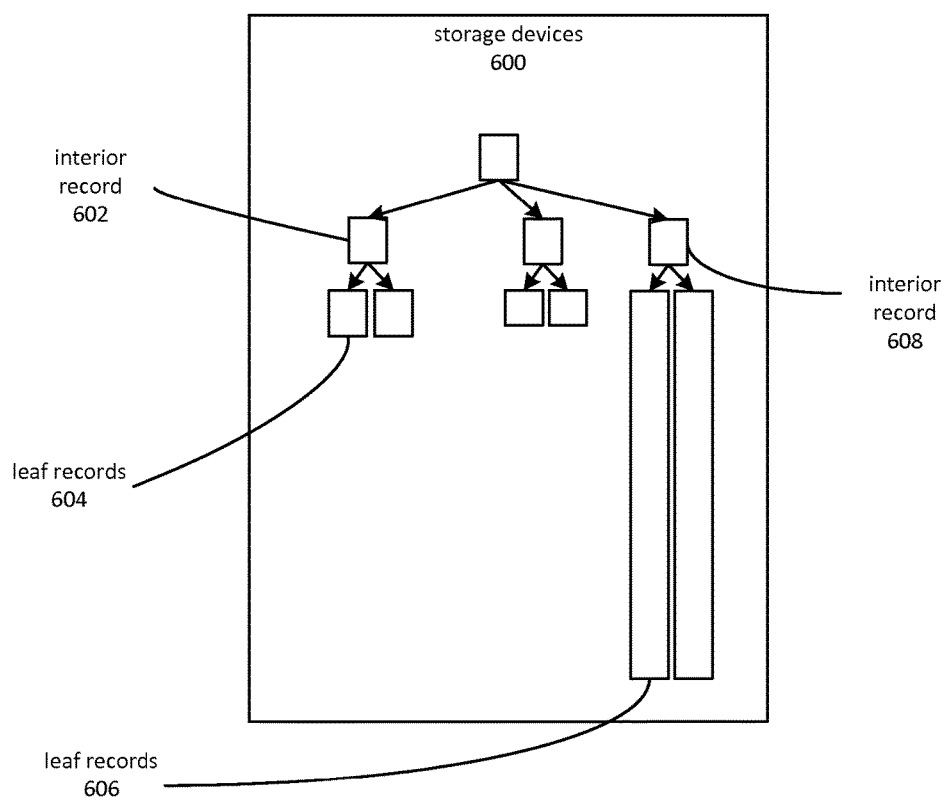 storage devices
600
interior
record
602
interior
record
608
leaf records
604
leaf records
606